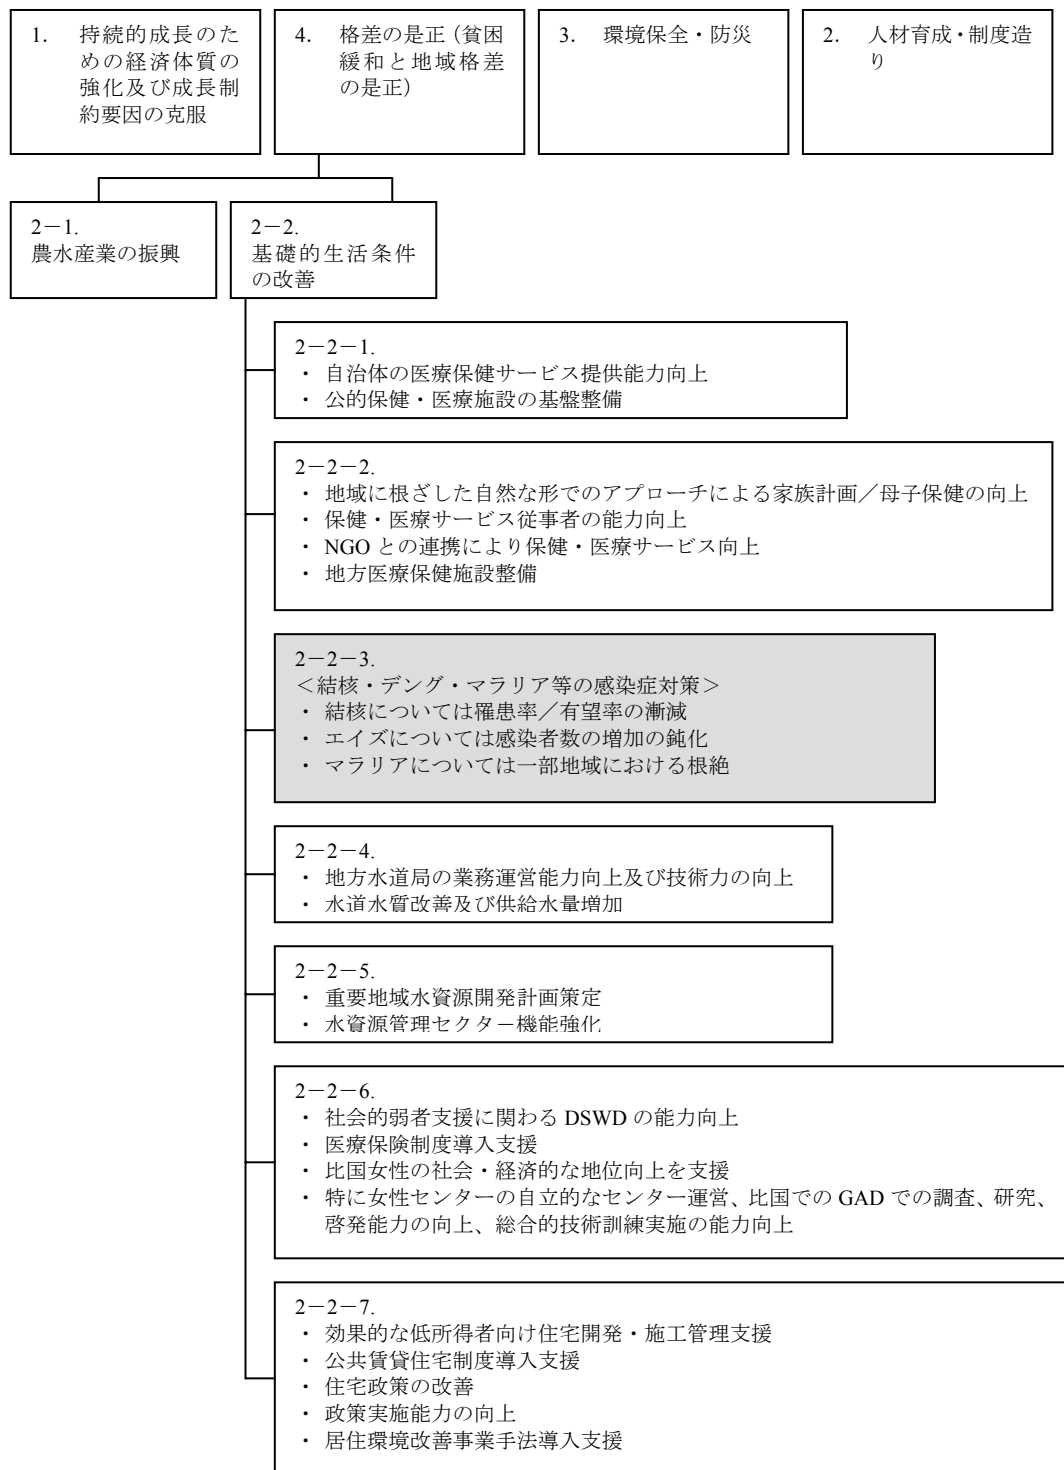 1. 持続的成長のた
めの経済体質の
強化及び成長制
約要因の克服
4. 格差の是正（貧困
緩和と地域格差
の是正）
3. 環境保全・防災
2. 人材育成・制度造
り
2－1.
農水産業の振興
2－2.
基礎的生活条件
の改善
2－2－1.
・ 自治体の医療保健サービス提供能力向上
・ 公的保健・医療施設の基盤整備
2－2－2.
・ 地域に根ざした自然な形でのアプローチによる家族計画／母子保健の向上
・ 保健・医療サービス従事者の能力向上
・ NGO との連携により保健・医療サービス向上
・ 地方医療保健施設整備
2－2－3.
＜結核・デング・マラリア等の感染症対策＞
・ 結核については罹患率／有望率の漸減
・ エイズについては感染者数の増加の鈍化
・ マラリアについては一部地域における根絶
2－2－4.
・ 地方水道局の業務運営能力向上及び技術力の向上
・ 水道水質改善及び供給水量増加
2－2－5.
・ 重要地域水資源開発計画策定
・ 水資源管理セクター機能強化
2－2－6.
・ 社会的弱者支援に関わる DSWD の能力向上
・ 医療保険制度導入支援
・ 比国女性の社会・経済的な地位向上を支援
・ 特に女性センターの自立的なセンター運営、比国での GAD での調査、研究、
啓発能力の向上、総合的技術訓練実施の能力向上
2－2－7.
・ 効果的な低所得者向け住宅開発・施工管理支援
・ 公共賃貸住宅制度導入支援
・ 住宅政策の改善
・ 政策実施能力の向上
・ 居住環境改善事業手法導入支援